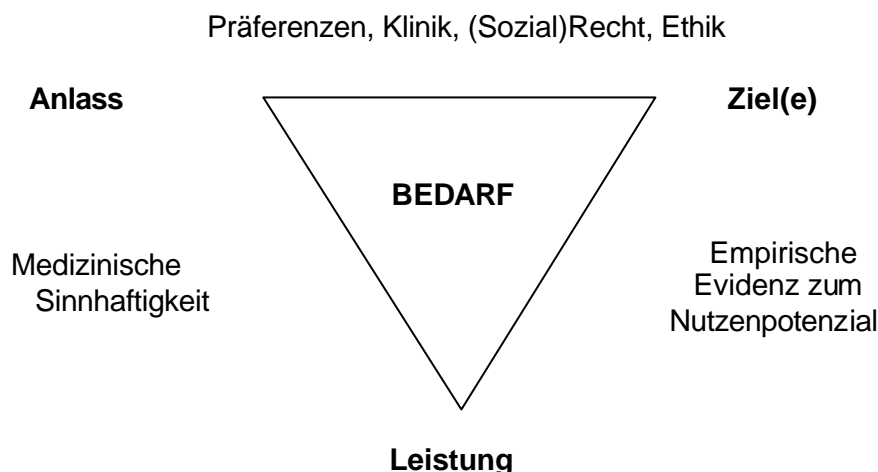 Präferenzen, Klinik, (Sozial)Recht, Ethik
Anlass
Ziel(e)
BEDARF
Medizinische
Sinnhaftigkeit
Empirische
Evidenz zum
Nutzenpotenzial
Leistung